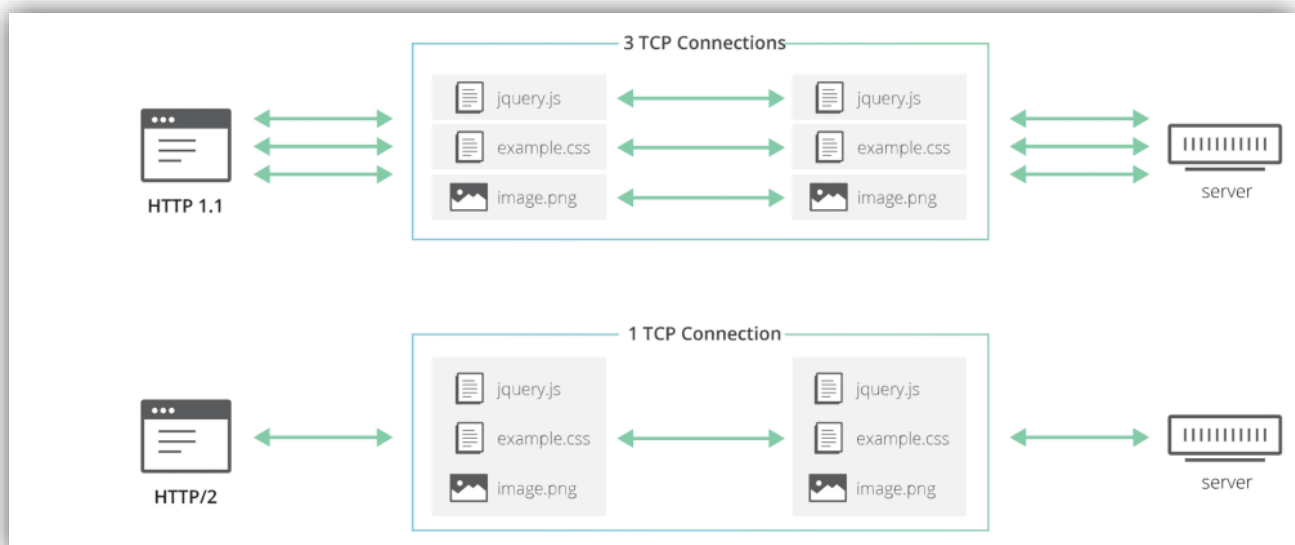 3 TCP Connections
jquery.js
jquery.js
example.css
example.css
image.png
image.png
HTTP 1.1
server
1 TCP Connection
jquery.js
jquery.js
example.css
example.css
image.png
image.png
HTTP/2
server